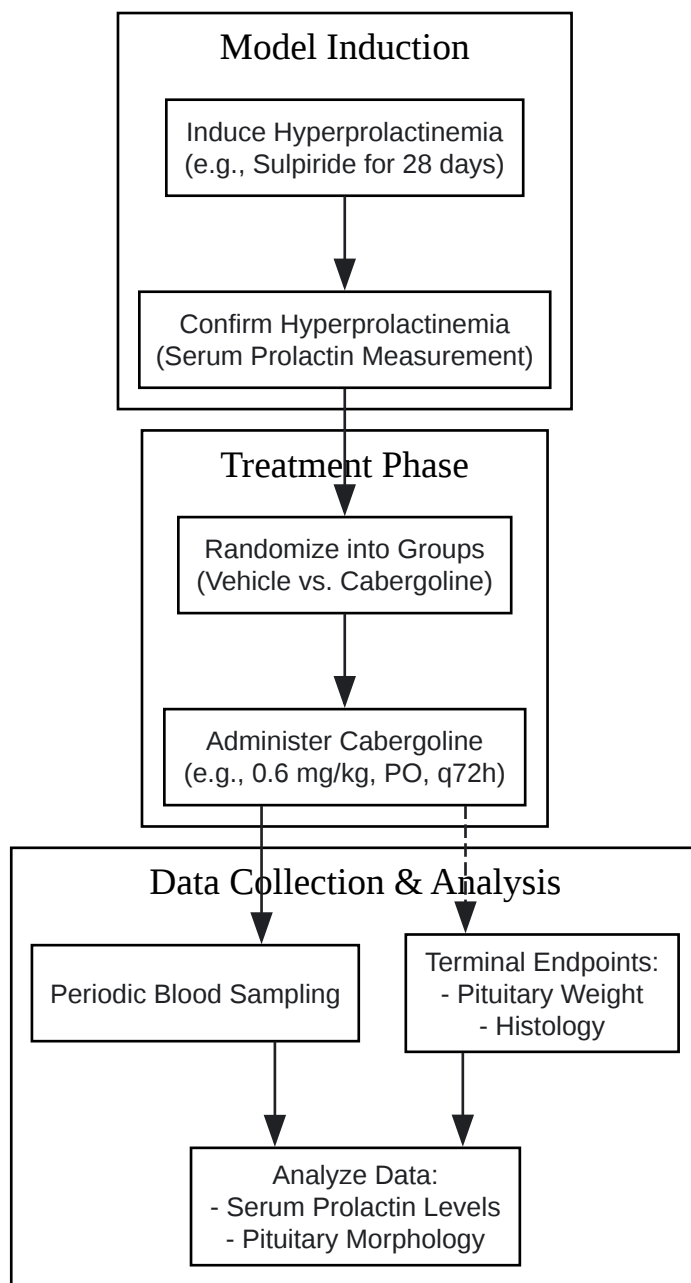 Model Induction
Induce Hyperprolactinemia
(e.g., Sulpiride for 28 days)
Confirm Hyperprolactinemia
(Serum Prolactin Measurement)
Treatment Phase
Randomize into Groups
(Vehicle vs. Cabergoline)
Administer Cabergoline
(e.g., 0.6 mg/kg, PO, q72h)
Data Collection & Analysis
Periodic Blood Sampling
Terminal Endpoints:
- Pituitary Weight
- Histology
Analyze Data:
- Serum Prolactin Levels
- Pituitary Morphology